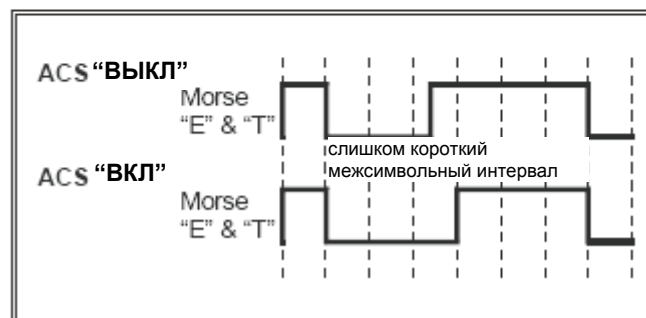 ACS “ВЫКЛ”
Morse
“E” & “T”
слишком короткий
межсимвольный интервал
ACS “ВКЛ”
Morse
“E” & “T”